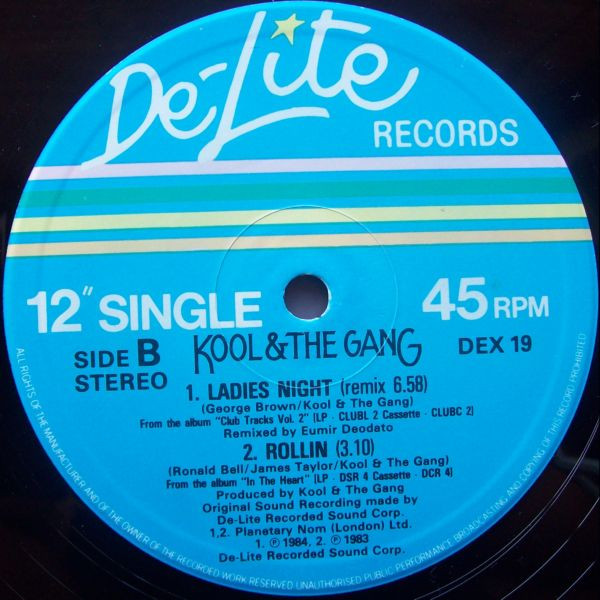 De-Lite
RECORDS
12" SINGLE
45 RPM
SIDE B
STEREO
KOOL & THE GANG
DEX 19
1. LADIES NIGHT (remix 6.58)
(George Brown/Kool & The Gang)
From the album "Club Tracks Vol. 2" (LP · CLUBL 2 Cassette · CLUBC 2)
Remixed by Eumir Deodato
2. ROLLIN (3.10)
(Ronald Bell/James Taylor/Kool & The Gang)
From the album "In The Heart" (LP · DSR 4 Cassette · DCR 4)
Produced by Kool & The Gang
Original Sound Recording made by
De-Lite Recorded Sound Corp.
1,2. Planetary Nom (London) Ltd.
1. ℗ 1984, 2. ℗ 1983
De-Lite Recorded Sound Corp.
ALL RIGHTS OF THE MANUFACTURER AND OF THE OWNER OF THE RECORDED WORK RESERVED UNAUTHORISED PUBLIC PERFORMANCE BROADCASTING AND COPYING OF THIS RECORD PROHIBITED